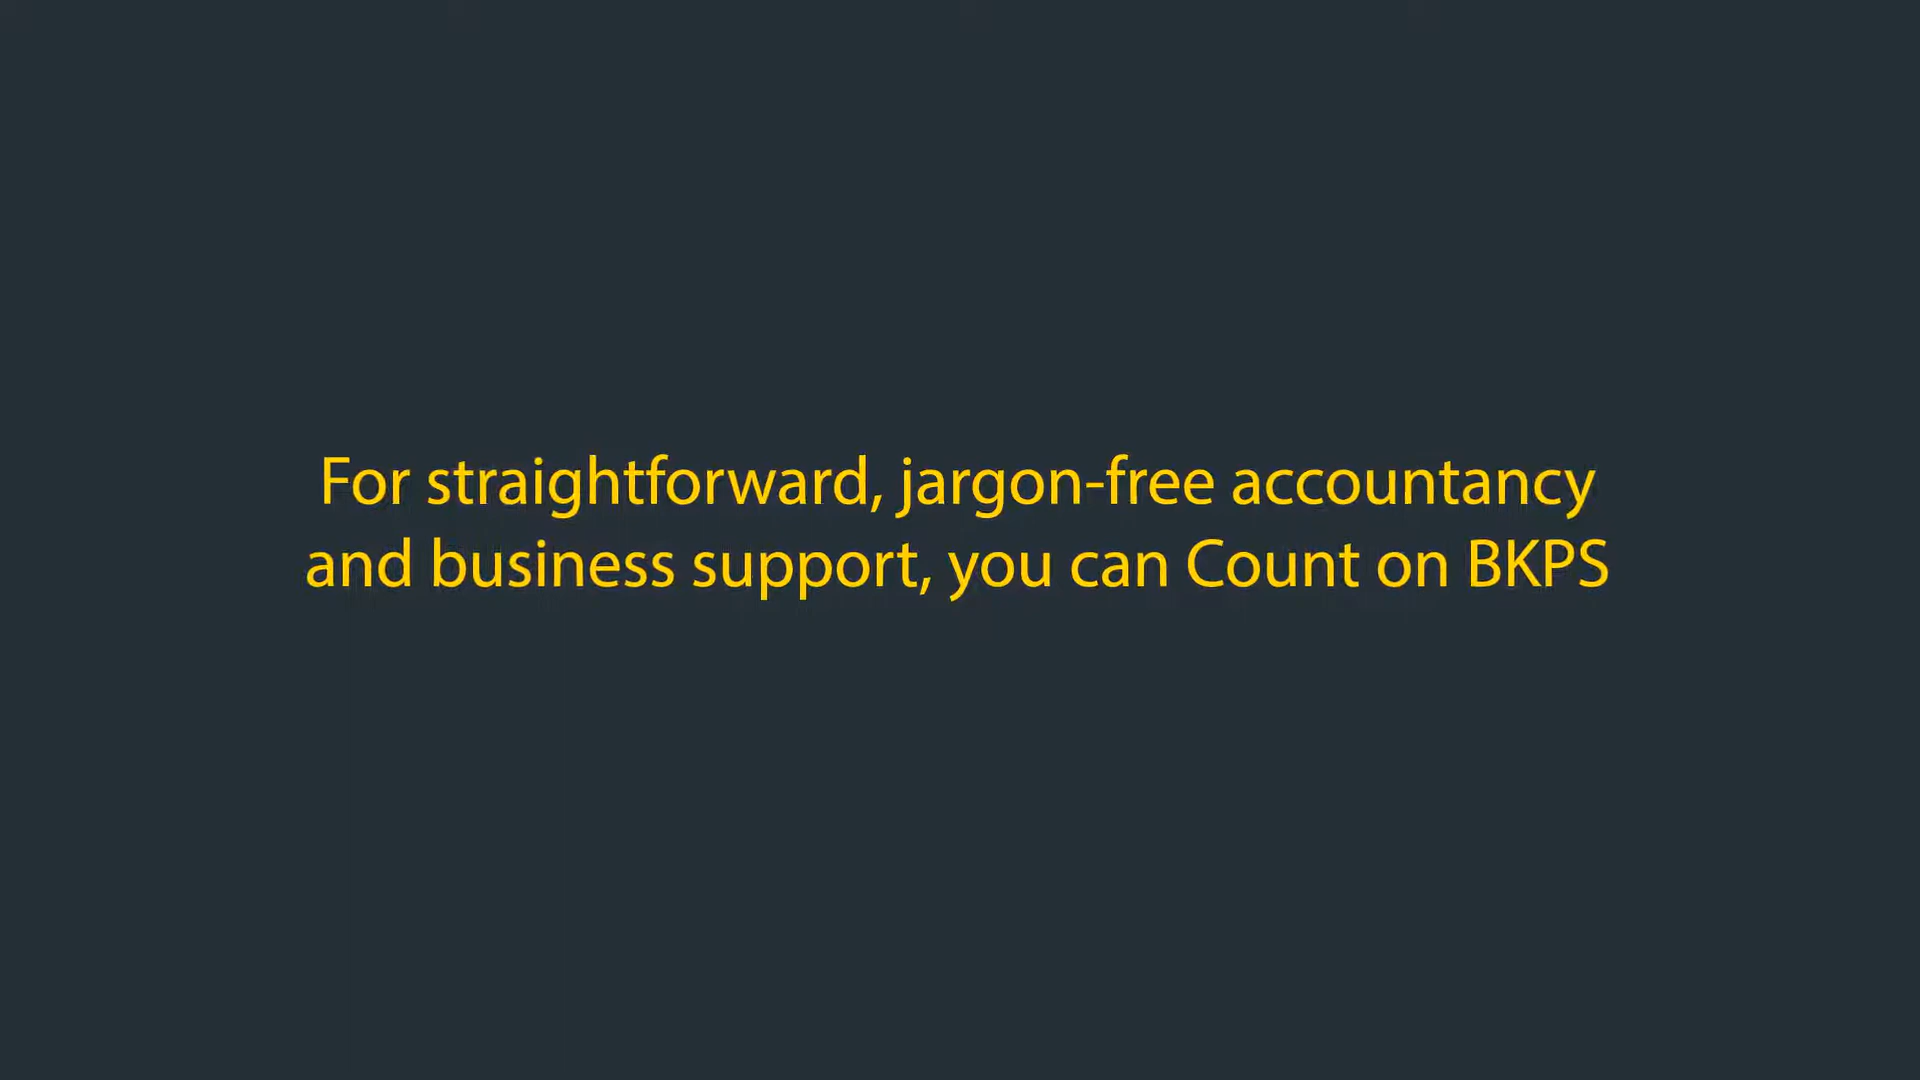 For straightforward, jargon-free accountancy
and business support, you can Count on BKPS